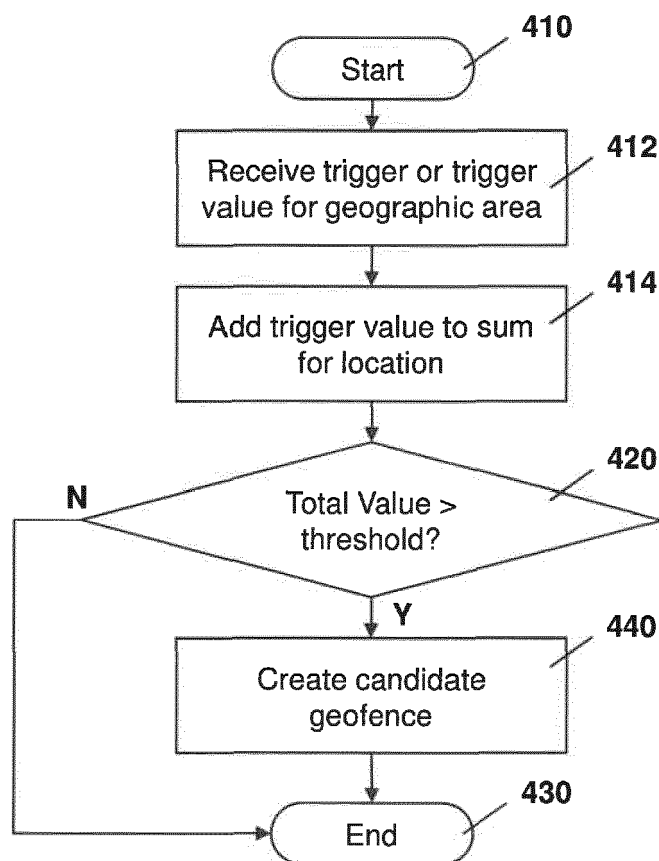 410
Start
412
Receive trigger or trigger
value for geographic area
414
Add trigger value to sum
for location
420
N
Total Value >
threshold?
Y
440
Create candidate
geofence
430
End